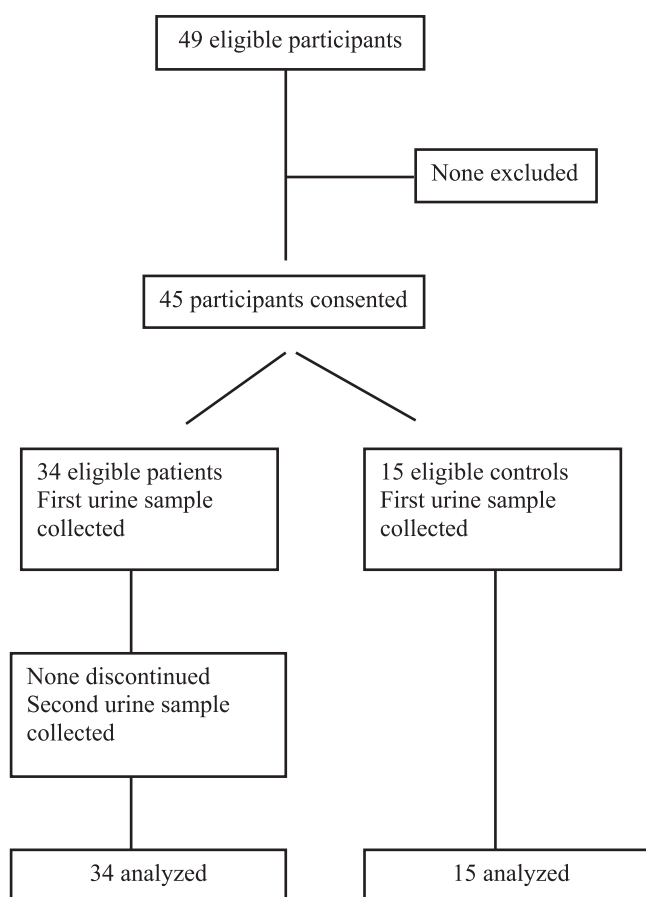 49 eligible participants
None excluded
45 participants consented
34 eligible patients
First urine sample
collected
15 eligible controls
First urine sample
collected
None discontinued
Second urine sample
collected
34 analyzed
15 analyzed